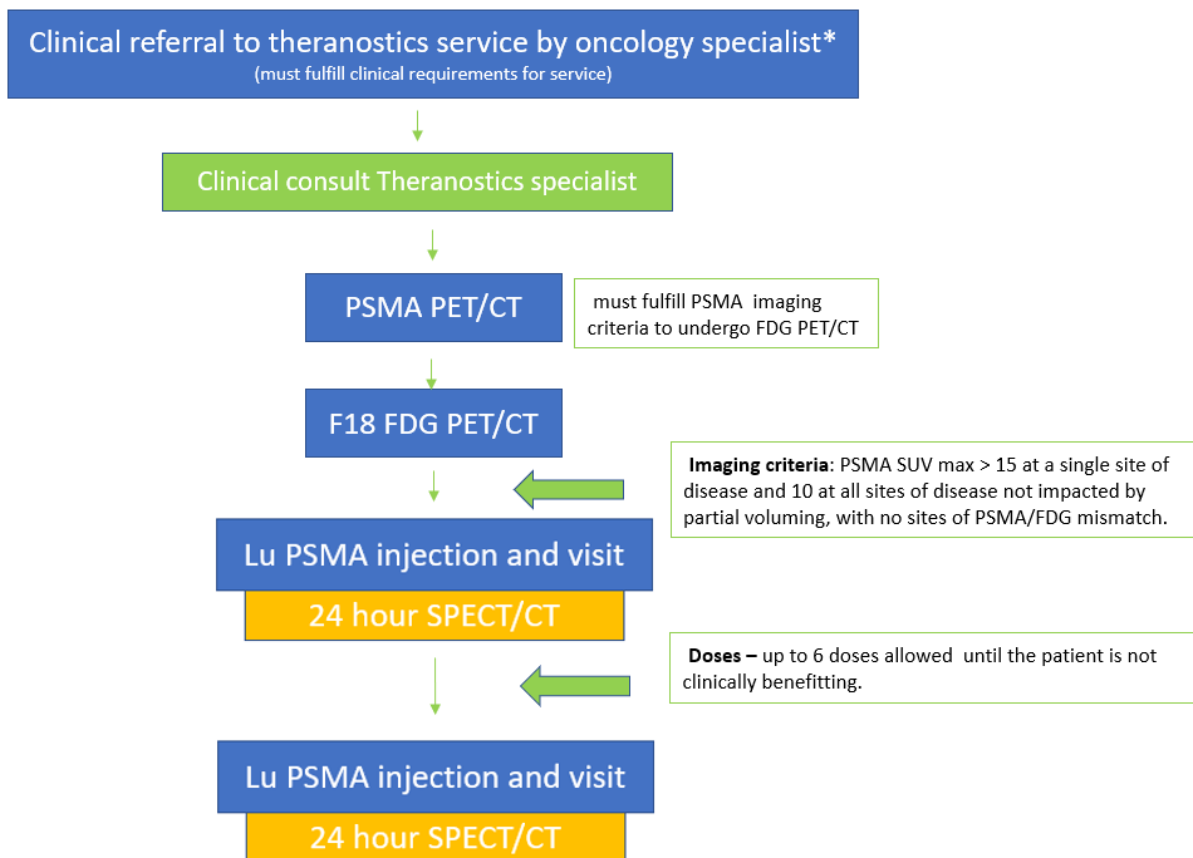 Clinical referral to theranostics service by oncology specialist*
(must fulfill clinical requirements for service)
Clinical consult Theranostics specialist
PSMA PET/CT
must fulfill PSMA  imaging
criteria to undergo FDG PET/CT
F18 FDG PET/CT
Imaging criteria: PSMA SUV max > 15 at a single site of
disease and 10 at all sites of disease not impacted by
partial voluming, with no sites of PSMA/FDG mismatch.
Lu PSMA injection and visit
24 hour SPECT/CT
Doses – up to 6 doses allowed  until the patient is not
clinically benefitting.
Lu PSMA injection and visit
24 hour SPECT/CT